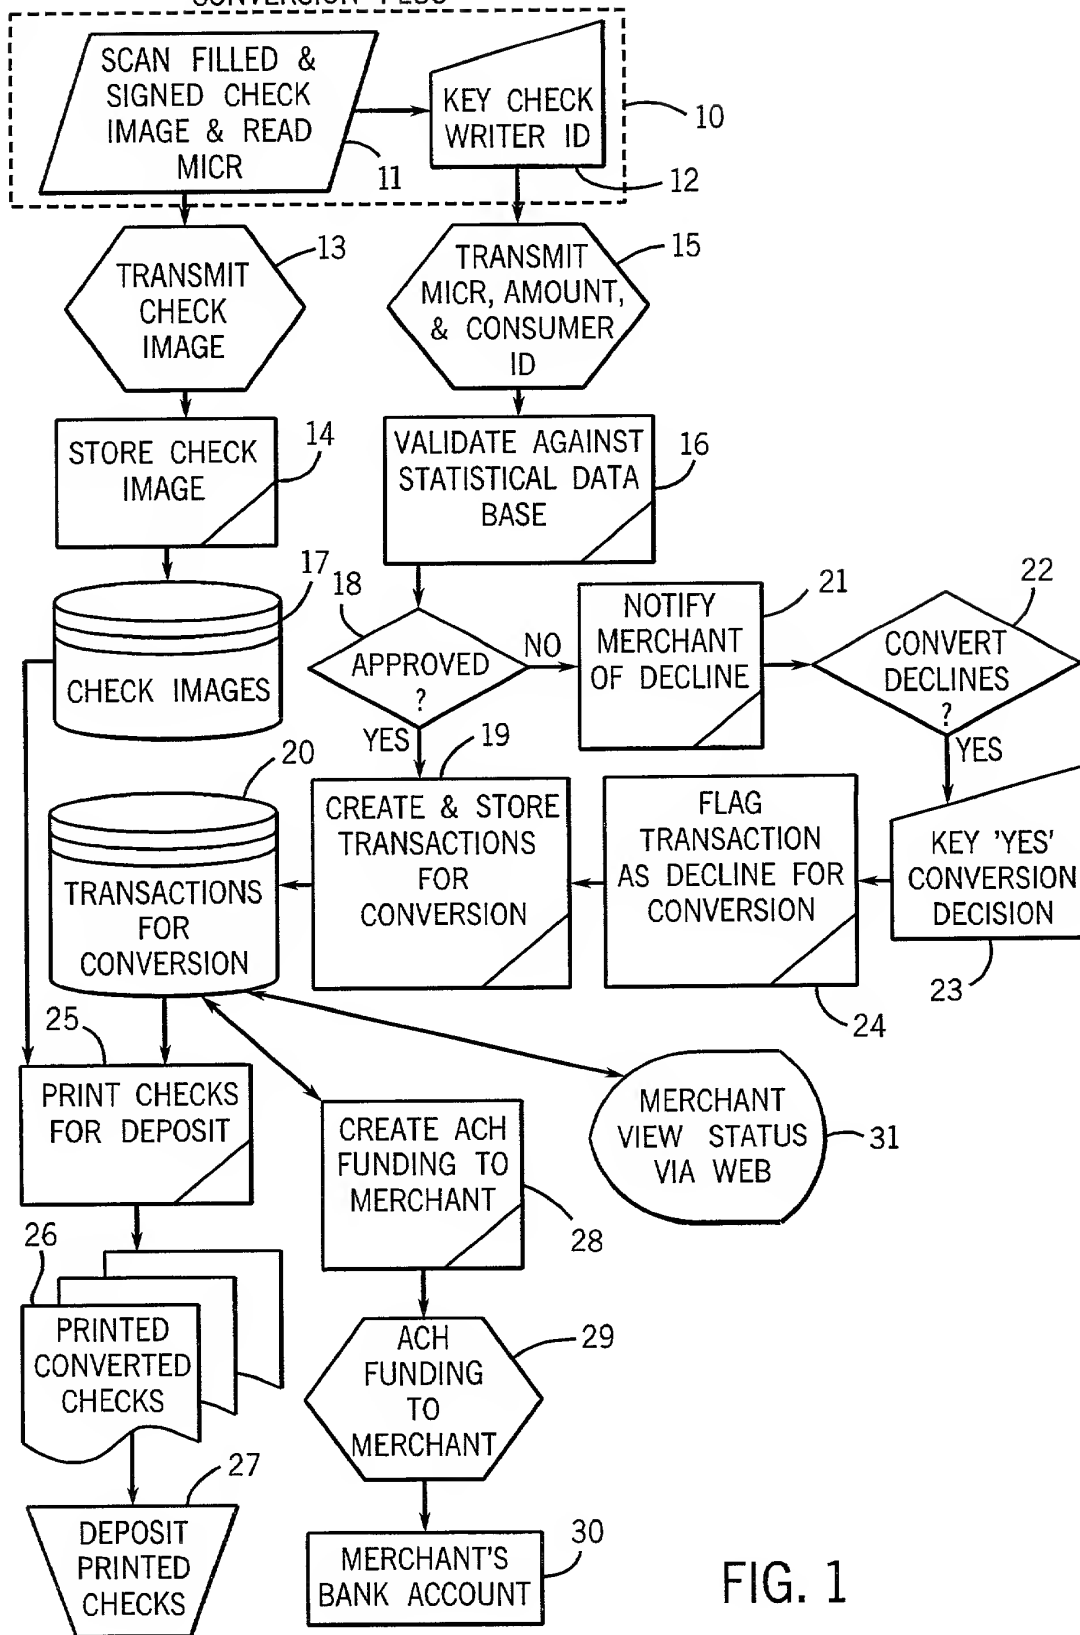 SCAN FILLED &
SIGNED CHECK
IMAGE & READ
MICR
11
KEY CHECK
WRITER ID
10
12
TRANSMIT
CHECK
IMAGE
13
TRANSMIT
MICR, AMOUNT,
& CONSUMER
ID
15
STORE CHECK
IMAGE
14
VALIDATE AGAINST
STATISTICAL DATA
BASE
16
CHECK IMAGES
17
18
APPROVED
?
NO
YES
NOTIFY
MERCHANT
OF DECLINE
21
CONVERT
DECLINES
?
22
YES
20
TRANSACTIONS
FOR
CONVERSION
19
CREATE & STORE
TRANSACTIONS
FOR
CONVERSION
FLAG
TRANSACTION
AS DECLINE FOR
CONVERSION
24
KEY 'YES'
CONVERSION
DECISION
23
25
PRINT CHECKS
FOR DEPOSIT
CREATE ACH
FUNDING TO
MERCHANT
28
MERCHANT
VIEW STATUS
VIA WEB
31
26
PRINTED
CONVERTED
CHECKS
ACH
FUNDING
TO
MERCHANT
29
27
DEPOSIT
PRINTED
CHECKS
MERCHANT'S
BANK ACCOUNT
30
FIG. 1